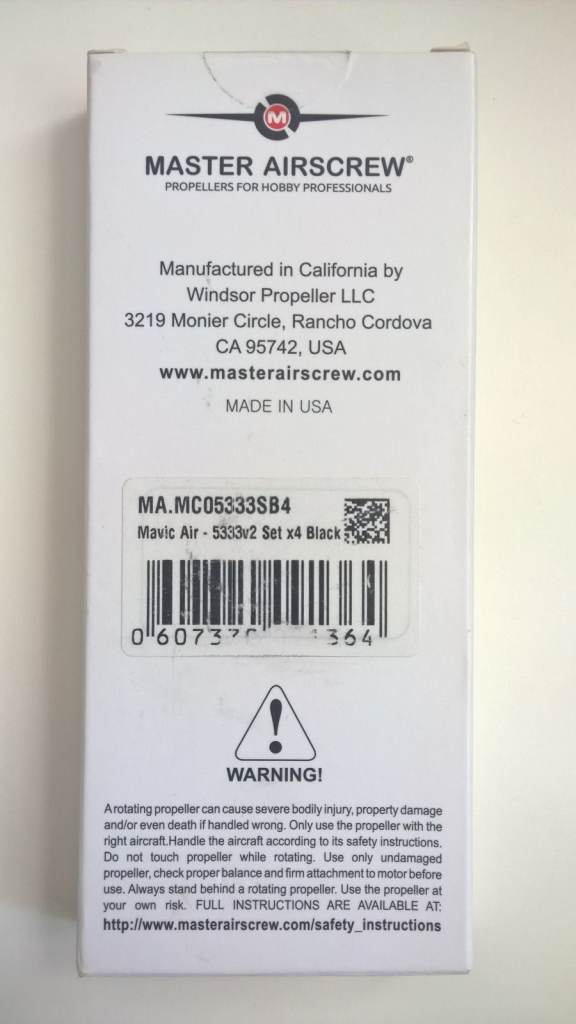 M
MASTER AIRSCREW®
PROPELLERS FOR HOBBY PROFESSIONALS
Manufactured in California by
Windsor Propeller LLC
3219 Monier Circle, Rancho Cordova
CA 95742, USA
www.masterairscrew.com
MADE IN USA
MA.MC05333SB4
Mavic Air - 5333v2 Set x4 Black
WARNING!
A rotating propeller can cause severe bodily injury, property damage
and/or even death if handled wrong. Only use the propeller with the
right aircraft.Handle the aircraft according to its safety instructions.
Do not touch propeller while rotating. Use only undamaged
propeller, check proper balance and firm attachment to motor before
use. Always stand behind a rotating propeller. Use the propeller at
your own risk. FULL INSTRUCTIONS ARE AVAILABLE AT:
http://www.masterairscrew.com/safety_instructions